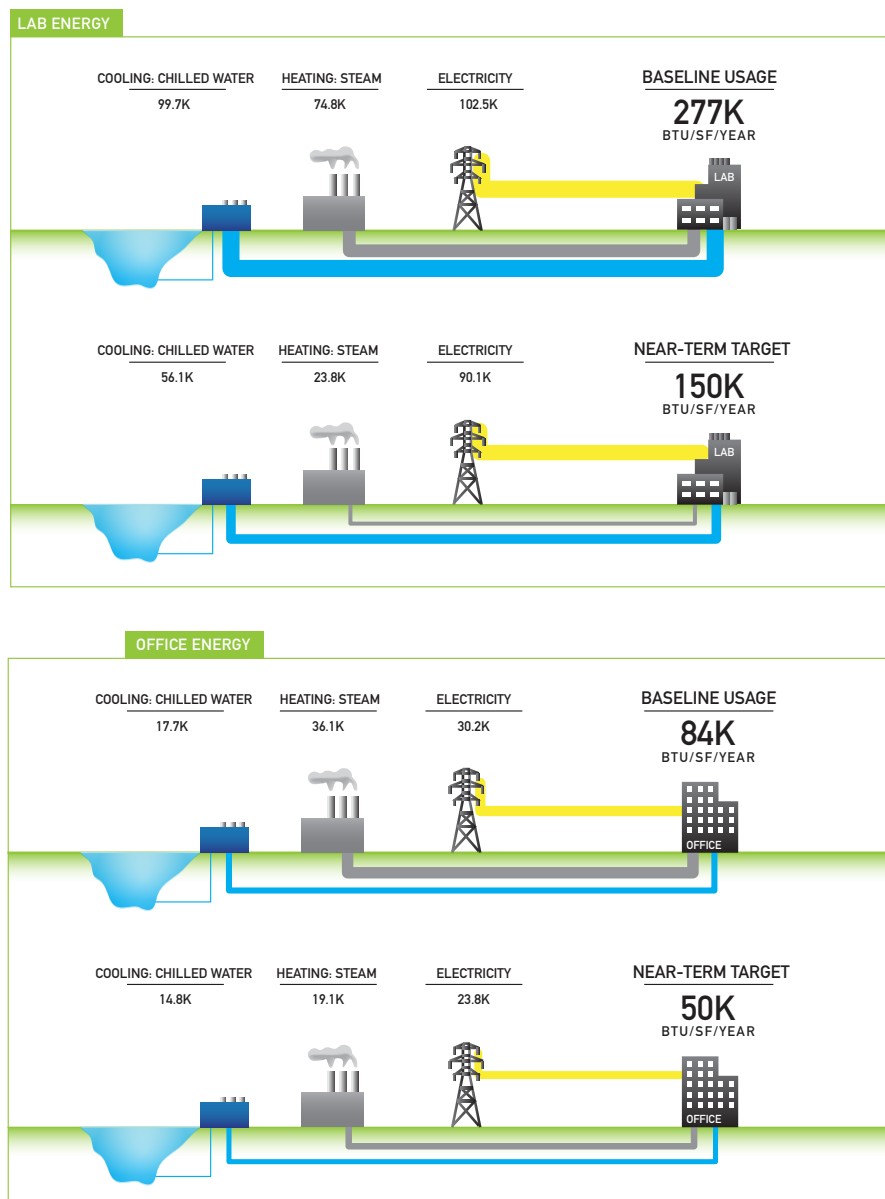 LAB ENERGY
COOLING: CHILLED WATER
99.7K
HEATING: STEAM
74.8K
ELECTRICITY
102.5K
BASELINE USAGE
277K
BTU/SF/YEAR
LAB
COOLING: CHILLED WATER
56.1K
HEATING: STEAM
23.8K
ELECTRICITY
90.1K
NEAR-TERM TARGET
150K
BTU/SF/YEAR
LAB
OFFICE ENERGY
COOLING: CHILLED WATER
17.7K
HEATING: STEAM
36.1K
ELECTRICITY
30.2K
BASELINE USAGE
84K
BTU/SF/YEAR
OFFICE
COOLING: CHILLED WATER
14.8K
HEATING: STEAM
19.1K
ELECTRICITY
23.8K
NEAR-TERM TARGET
50K
BTU/SF/YEAR
OFFICE